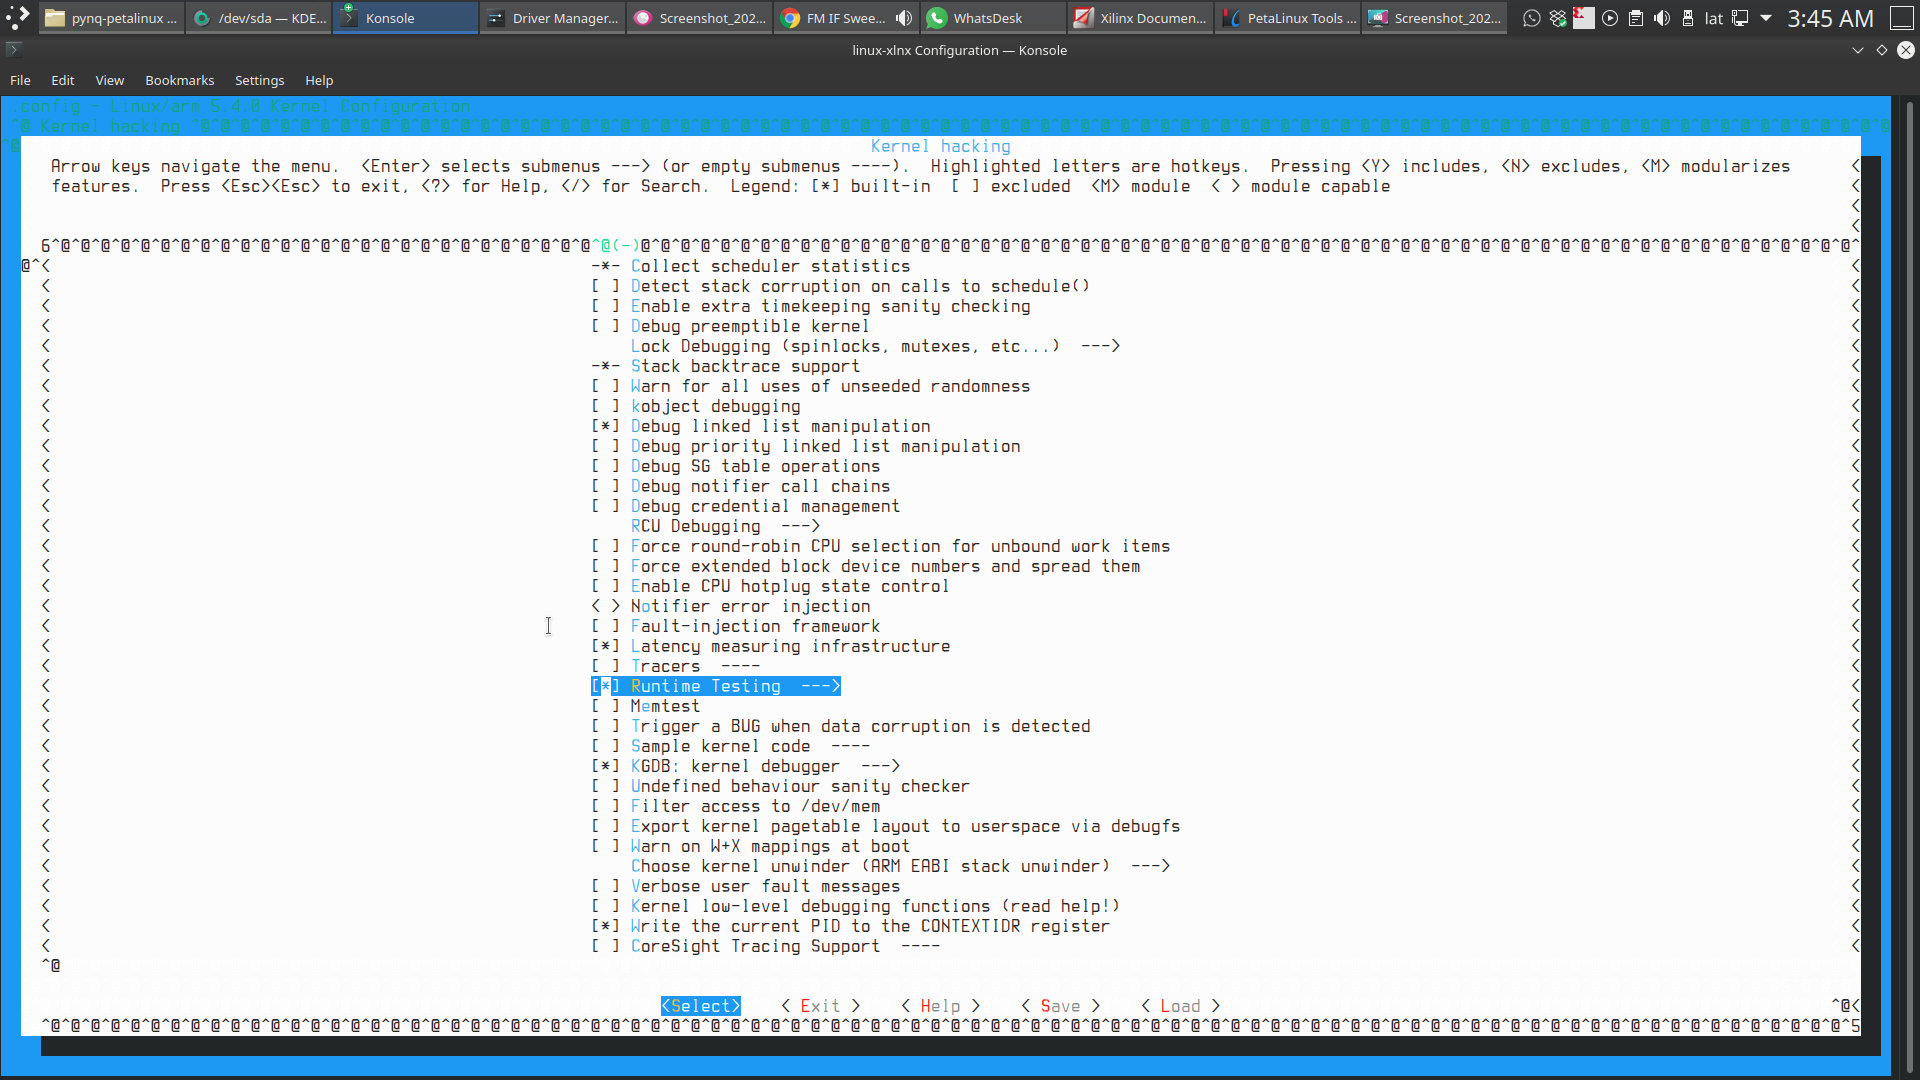 pynq-petalinux ...
/dev/sda — KDE...
Konsole
Driver Manager...
Screenshot_202...
FM IF Swee...
WhatsDesk
Xilinx Documen...
PetaLinux Tools ...
Screenshot_202...
lat
3:45 AM
linux-xlnx Configuration — Konsole
File Edit View Bookmarks Settings Help
.config - Linux/arm 5.4.0 Kernel Configuration
Kernel hacking
Kernel hacking
Arrow keys navigate the menu. <Enter> selects submenus ---> (or empty submenus ----). Highlighted letters are hotkeys. Pressing <Y> includes, <N> excludes, <M> modularizes
features. Press <Esc><Esc> to exit, <?> for Help, </> for Search. Legend: [*] built-in [ ] excluded <M> module < > module capable
^@(-)
-*- Collect scheduler statistics
[ ] Detect stack corruption on calls to schedule()
[ ] Enable extra timekeeping sanity checking
[ ] Debug preemptible kernel
Lock Debugging (spinlocks, mutexes, etc...) --->
-*- Stack backtrace support
[ ] Warn for all uses of unseeded randomness
[ ] kobject debugging
[*] Debug linked list manipulation
[ ] Debug priority linked list manipulation
[ ] Debug SG table operations
[ ] Debug notifier call chains
[ ] Debug credential management
RCU Debugging --->
[ ] Force round-robin CPU selection for unbound work items
[ ] Force extended block device numbers and spread them
[ ] Enable CPU hotplug state control
< > Notifier error injection
[ ] Fault-injection framework
[*] Latency measuring infrastructure
[ ] Tracers ----
[*] Runtime Testing --->
[ ] Memtest
[ ] Trigger a BUG when data corruption is detected
[ ] Sample kernel code ----
[*] KGDB: kernel debugger --->
[ ] Undefined behaviour sanity checker
[ ] Filter access to /dev/mem
[ ] Export kernel pagetable layout to userspace via debugfs
[ ] Warn on W+X mappings at boot
Choose kernel unwinder (ARM EABI stack unwinder) --->
[ ] Verbose user fault messages
[ ] Kernel low-level debugging functions (read help!)
[*] Write the current PID to the CONTEXTIDR register
[ ] CoreSight Tracing Support ----
^@
<Select> < Exit > < Help > < Save > < Load >